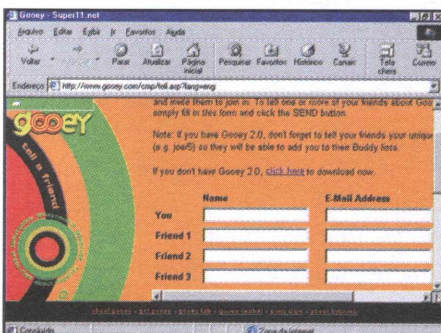 Gooey - Super11.net
Arquivo Editar Exibir Ir Favoritos Ajuda
Voltar Parar Atualizar Página inicial Pesquisar Favoritos Histórico Canais Tela cheia Correio
Endereço http://www.gooey.com/cmp/tell.asp?lang=eng
GOOEY
tell a friend
and invite them to join in. To tell one or more of your friends about Goo
simply fill in this form and click the SEND button.
Note: If you have Gooey 2.0, don't forget to tell your friends your unique
(e.g. joe/5) so they will be able to add you to their Buddy lists.
If you don't have Gooey 2.0, click here to download now.
Name E-Mail Address
You
Friend 1
Friend 2
Friend 3
Concluído Zona da Internet